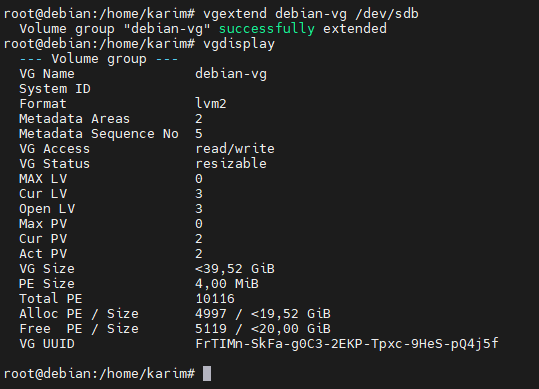 root@debian:/home/karim# vgextend debian-vg /dev/sdb
  Volume group "debian-vg" successfully extended
root@debian:/home/karim# vgdisplay
  --- Volume group ---
  VG Name               debian-vg
  System ID
  Format                lvm2
  Metadata Areas        2
  Metadata Sequence No  5
  VG Access             read/write
  VG Status             resizable
  MAX LV                0
  Cur LV                3
  Open LV               3
  Max PV                0
  Cur PV                2
  Act PV                2
  VG Size               <39,52 GiB
  PE Size               4,00 MiB
  Total PE              10116
  Alloc PE / Size       4997 / <19,52 GiB
  Free  PE / Size       5119 / <20,00 GiB
  VG UUID               FrTIMn-SkFa-g0C3-2EKP-Tpxc-9HeS-pQ4j5f
root@debian:/home/karim#